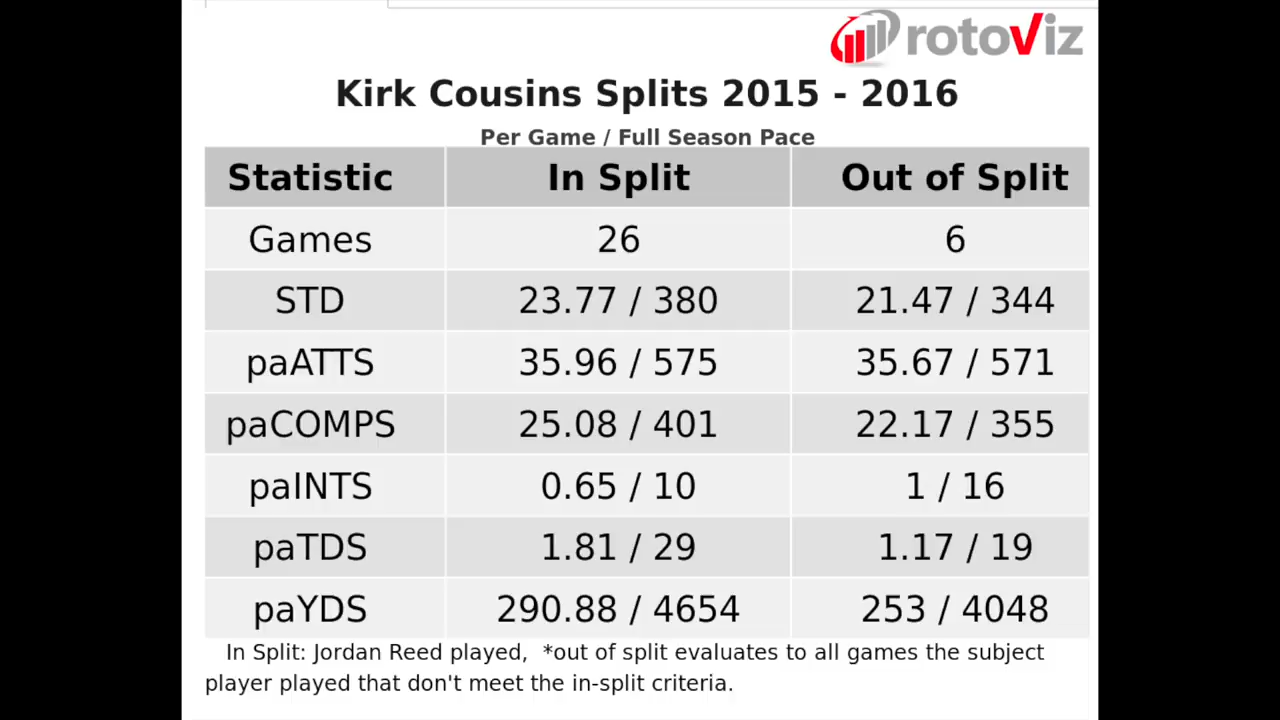 rotoviz
Kirk Cousins Splits 2015 - 2016
Per Game / Full Season Pace
Statistic In Split Out of Split
Games 26 6
STD 23.77 / 380 21.47 / 344
paATTS 35.96 / 575 35.67 / 571
paCOMPS 25.08 / 401 22.17 / 355
paINTS 0.65 / 10 1 / 16
paTDS 1.81 / 29 1.17 / 19
paYDS 290.88 / 4654 253 / 4048
In Split: Jordan Reed played, *out of split evaluates to all games the subject
player played that don't meet the in-split criteria.